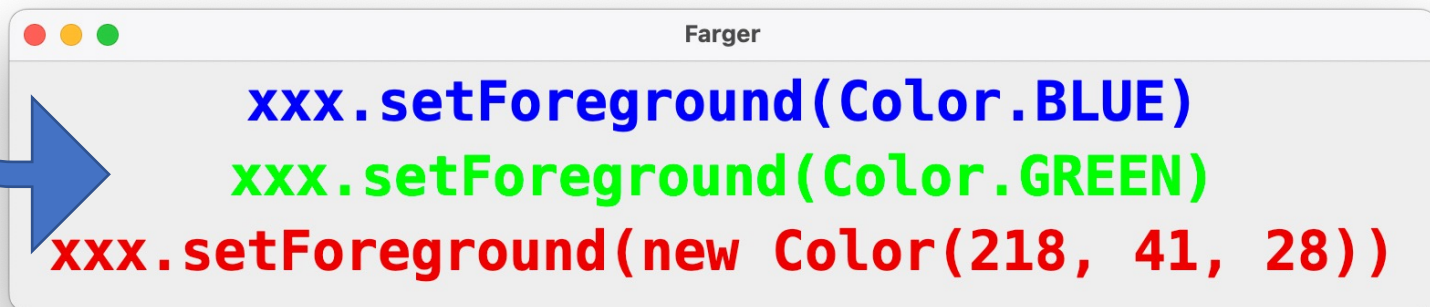 Farger
xxx.setForeground(Color.BLUE)
xxx.setForeground(Color.GREEN)
xxx.setForeground(new Color(218, 41, 28))